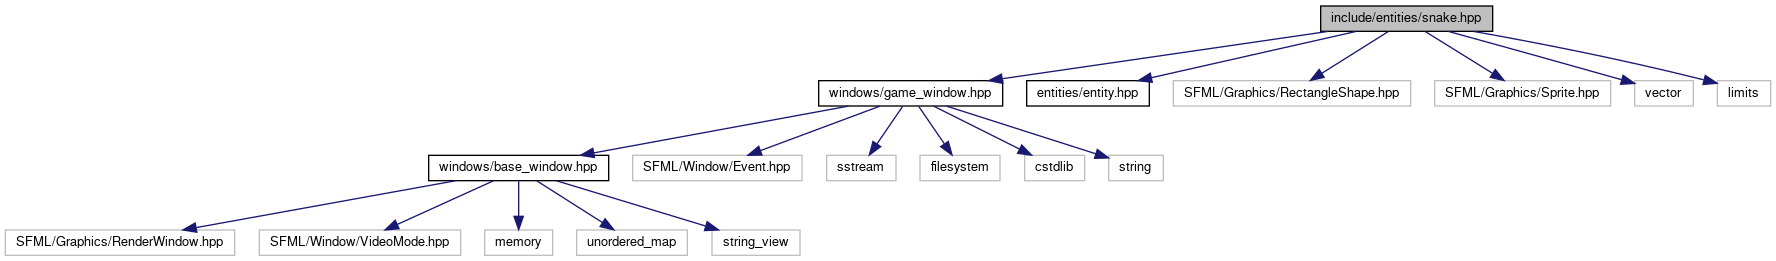 include/entities/snake.hpp
windows/game_window.hpp
entities/entity.hpp
SFML/Graphics/RectangleShape.hpp
SFML/Graphics/Sprite.hpp
vector
limits
windows/base_window.hpp
SFML/Window/Event.hpp
sstream
filesystem
cstdlib
string
SFML/Graphics/RenderWindow.hpp
SFML/Window/VideoMode.hpp
memory
unordered_map
string_view